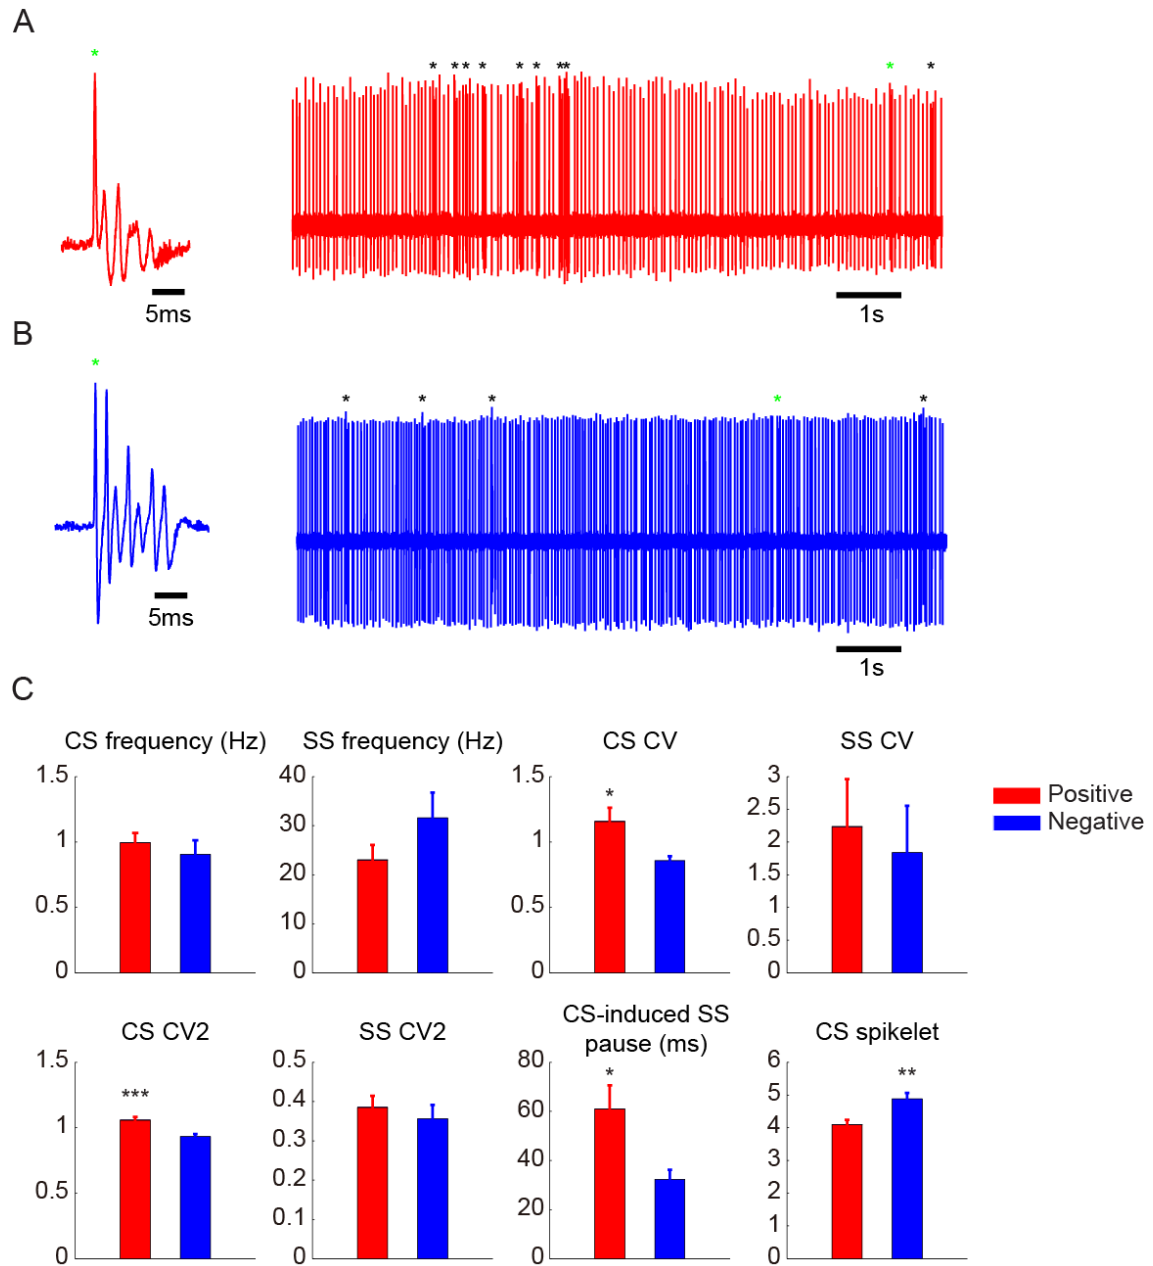 A
* * * * * * * ** * *
5ms
1s
B
* * * * * *
5ms
1s
C
CS frequency (Hz)
1.5
1
0.5
0
SS frequency (Hz)
40
30
20
10
0
CS CV
1.5
1
0.5
0
*
SS CV
3
2.5
2
1.5
1
0.5
0
Positive
Negative
CS CV2
1.5
1
0.5
0
***
SS CV2
0.5
0.4
0.3
0.2
0.1
0
CS-induced SS
pause (ms)
80
60
40
20
0
*
CS spikelet
6
5
4
3
2
1
0
**